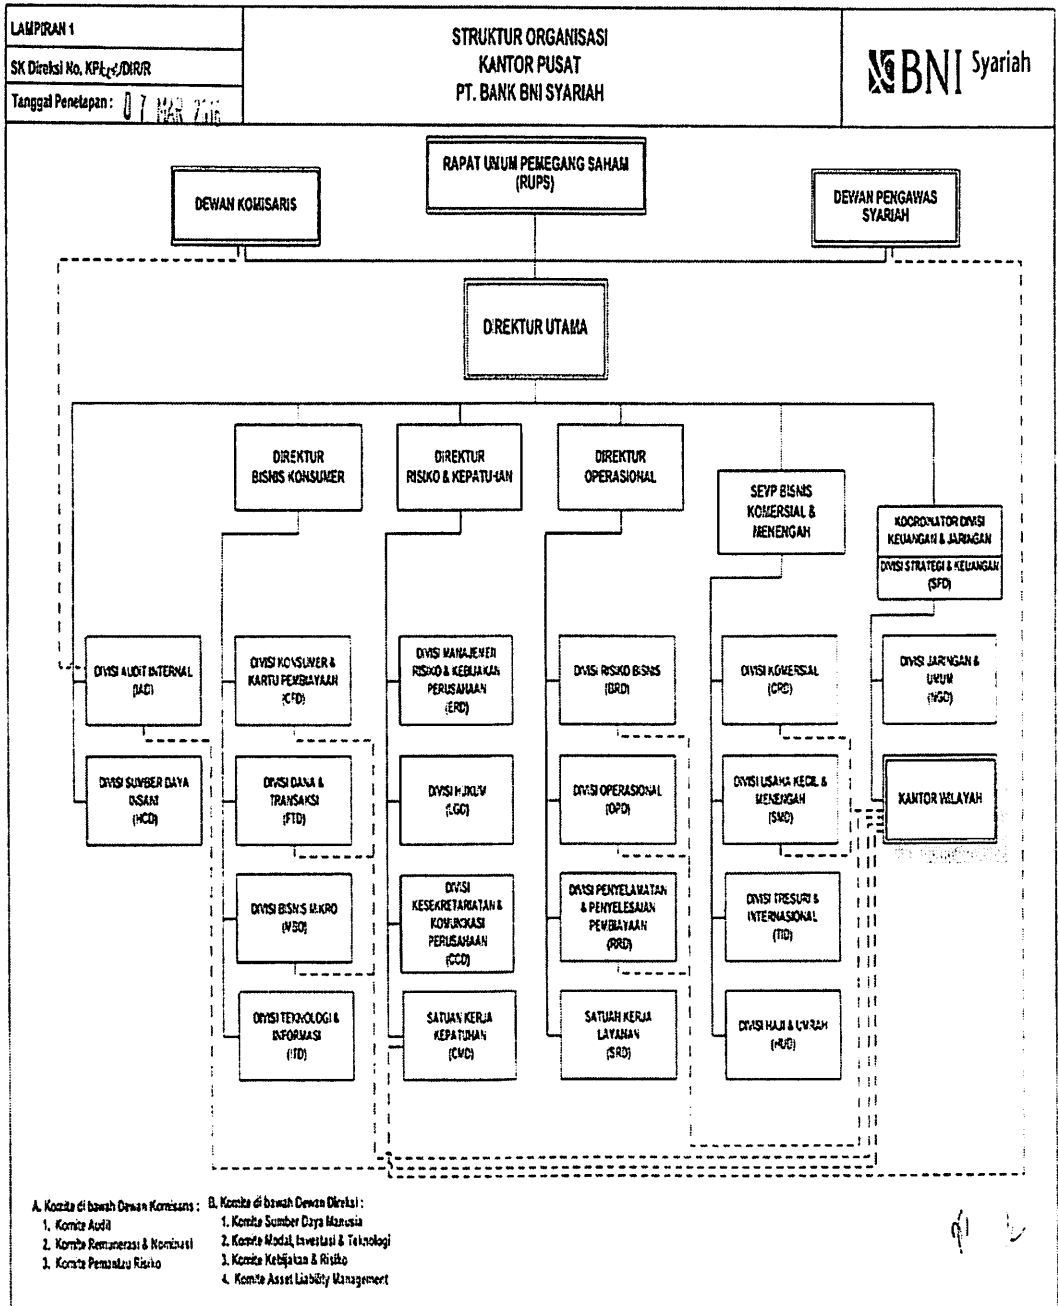 LAMPIRAN 1
SK Direksi No. KP/ /DIR/R
Tanggal Penetapan : 07 MAR 2016
STRUKTUR ORGANISASI
KANTOR PUSAT
PT. BANK BNI SYARIAH
BNI Syariah
RAPAT UMUM PEMEGANG SAHAM
(RUPS)
DEWAN KOMISARIS
DEWAN PENGAWAS
SYARIAH
DIREKTUR UTAMA
DIREKTUR
BISNIS KONSUMER
DIREKTUR
RISIKO & KEPATUHAN
DIREKTUR
OPERASIONAL
SEVP BISNIS
KOMERSIAL &
MENENGAH
KOORDINATOR DIVISI
KEUANGAN & JARINGAN
DIVISI STRATEGI & KEUANGAN
(SFD)
DIVISI AUDIT INTERNAL
(IAD)
DIVISI KONSUMER &
KARTU PEMBIAYAAN
(CFD)
DIVISI MANAJEMEN
RISIKO & KEBIJAKAN
PERUSAHAAN
(ERD)
DIVISI RISIKO BISNIS
(BRD)
DIVISI KOMERSIAL
(CRD)
DIVISI JARINGAN &
UMUM
(NGD)
DIVISI SUMBER DAYA
INSANI
(HCD)
DIVISI DANA &
TRANSAKSI
(FTD)
DIVISI HUKUM
(LGD)
DIVISI OPERASIONAL
(OPD)
DIVISI USAHA KECIL &
MENENGAH
(SMD)
KANTOR WILAYAH
DIVISI BISNIS MIKRO
(MBD)
DIVISI
KESEKRETARIATAN &
KOMUNIKASI
PERUSAHAAN
(CCD)
DIVISI PENYELAMATAN
& PENYELESAIAN
PEMBIAYAAN
(RRD)
DIVISI TRESURI &
INTERNASIONAL
(TID)
DIVISI TEKNOLOGI &
INFORMASI
(ITD)
SATUAN KERJA
KEPATUHAN
(CMD)
SATUAN KERJA
LAYANAN
(SRD)
DIVISI HAJI & UMRAH
(HUD)
A. Komite di bawah Dewan Komisaris :
1. Komite Audit
2. Komite Remunerasi & Nominasi
3. Komite Pemantau Risiko
B. Komite di bawah Dewan Direksi :
1. Komite Sumber Daya Manusia
2. Komite Modal, Investasi & Teknologi
3. Komite Kebijakan & Risiko
4. Komite Asset Liability Management